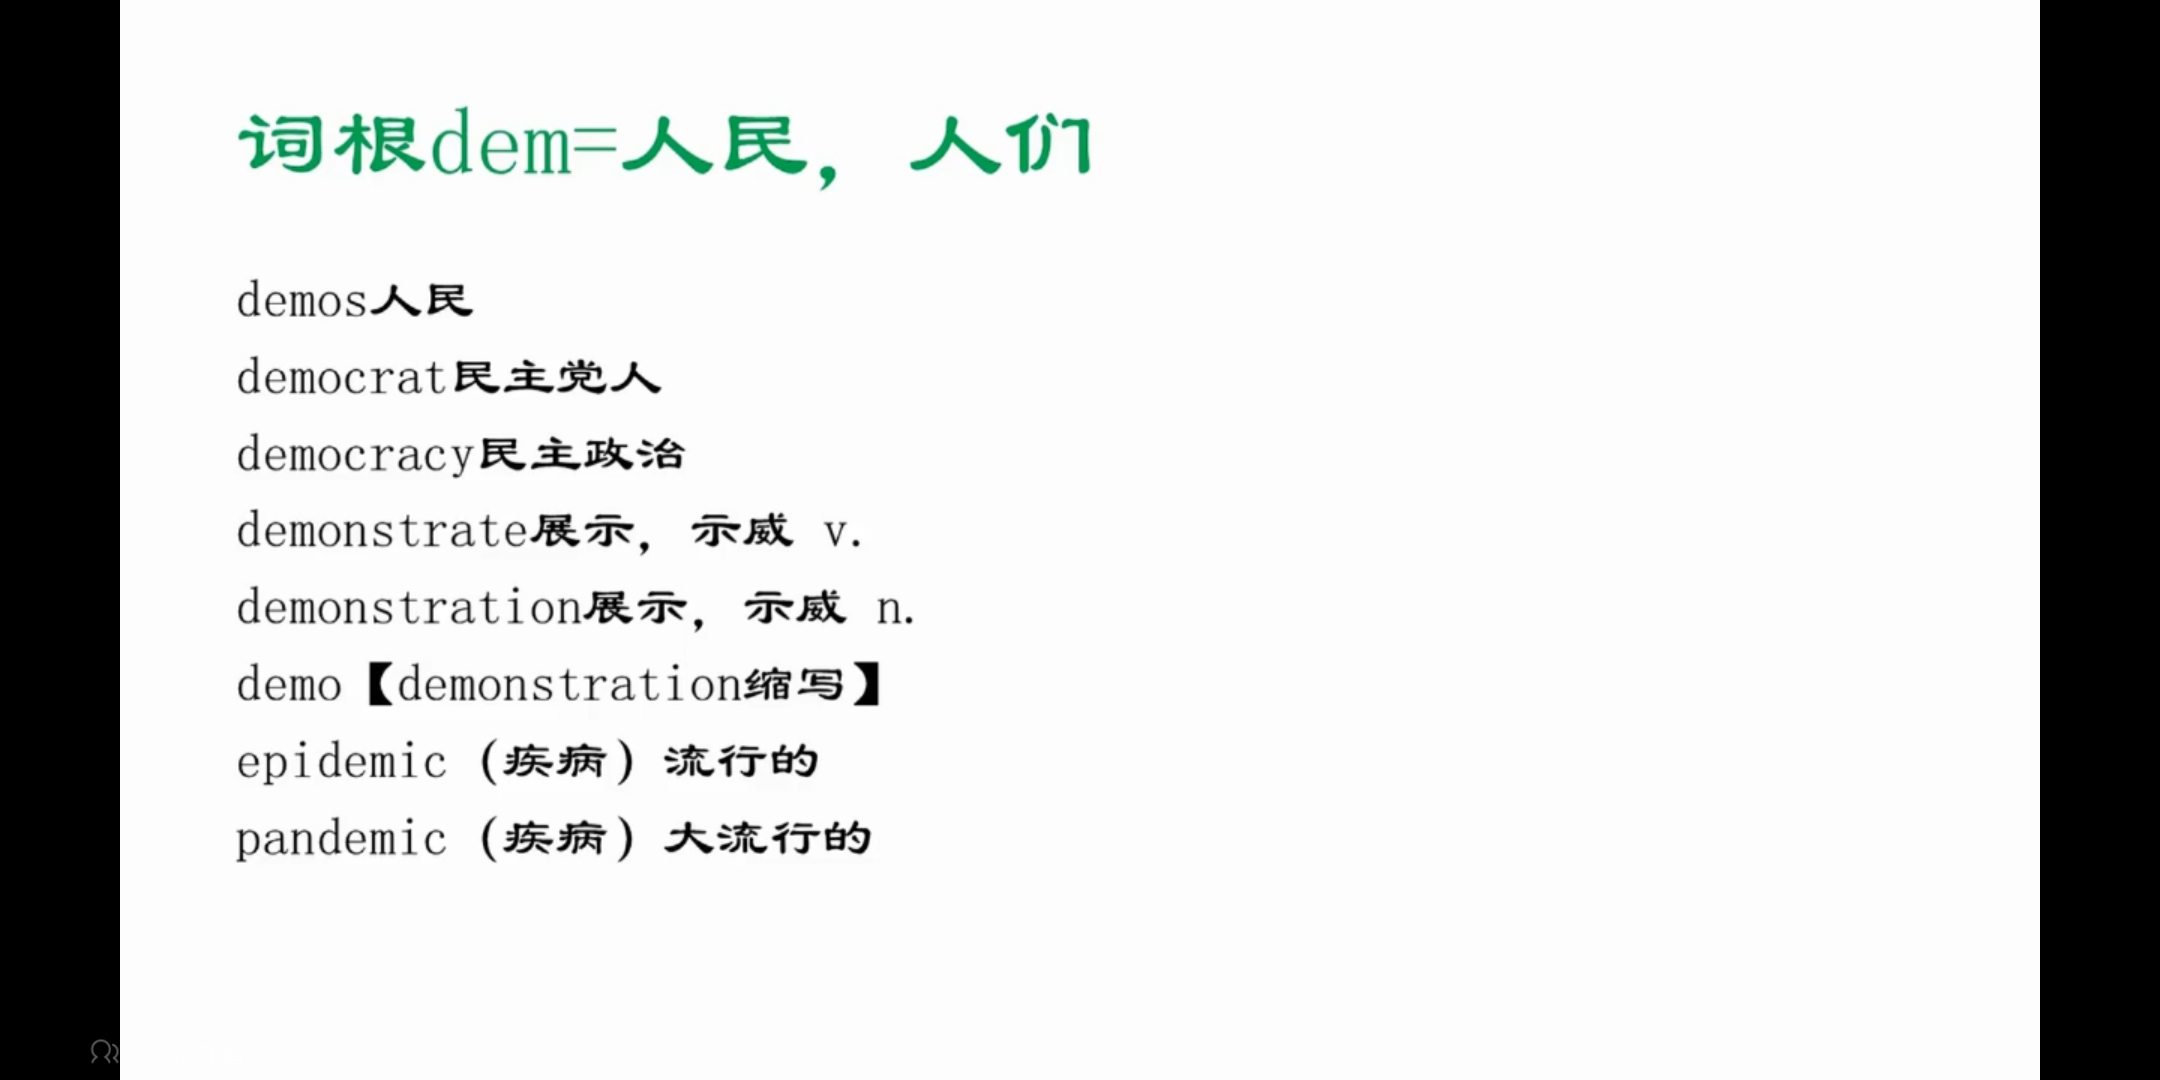 词根dem=人民，人们
demos人民
democrat民主党人
democracy民主政治
demonstrate展示，示威 v.
demonstration展示，示威 n.
demo【demonstration缩写】
epidemic（疾病）流行的
pandemic（疾病）大流行的